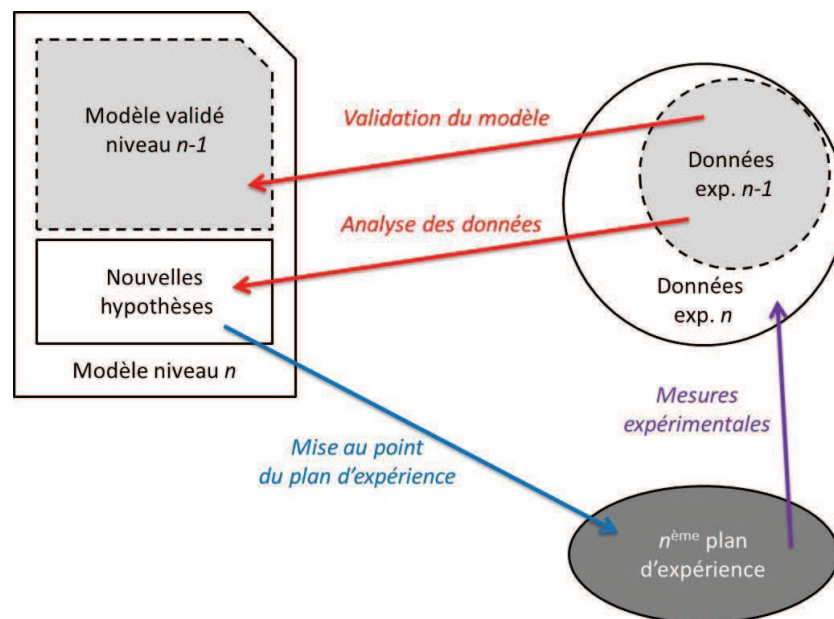 Modèle validé
niveau n-1
Validation du modèle
Données
exp. n-1
Analyse des données
Nouvelles
hypothèses
Données
exp. n
Modèle niveau n
Mesures
expérimentales
Mise au point
du plan d’expérience
nème plan
d’expérience